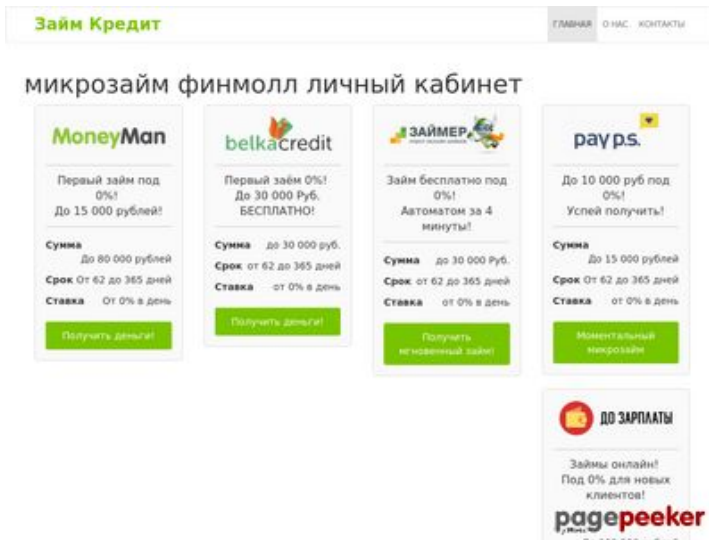 Займ Кредит
ГЛАВНАЯ О НАС КОНТАКТЫ
микрозайм финмолл личный кабинет
MoneyMan
Первый займ под
0%!
До 15 000 рублей!
Сумма
До 80 000 рублей
Срок От 62 до 365 дней
Ставка От 0% в день
Получить деньги!
belkacredit
Первый заём 0%!
До 30 000 Руб.
БЕСПЛАТНО!
Сумма до 30 000 руб.
Срок от 62 до 365 дней
Ставка от 0% в день
Получить деньги!
ЗАЙМЕР
Займ бесплатно под
0%!
Автоматом за 4
минуты!
Сумма до 30 000 Руб.
Срок от 62 до 365 дней
Ставка от 0% в день
Получить
мгновенный займ!
pay p.s.
До 10 000 руб под
0%!
Успей получить!
Сумма
До 15 000 рублей
Срок От 62 до 365 дней
Ставка От 0% в день
Моментальный
микрозайм
ДО ЗАРПЛАТЫ
Займы онлайн!
Под 0% для новых
клиентов!
pagepeeker